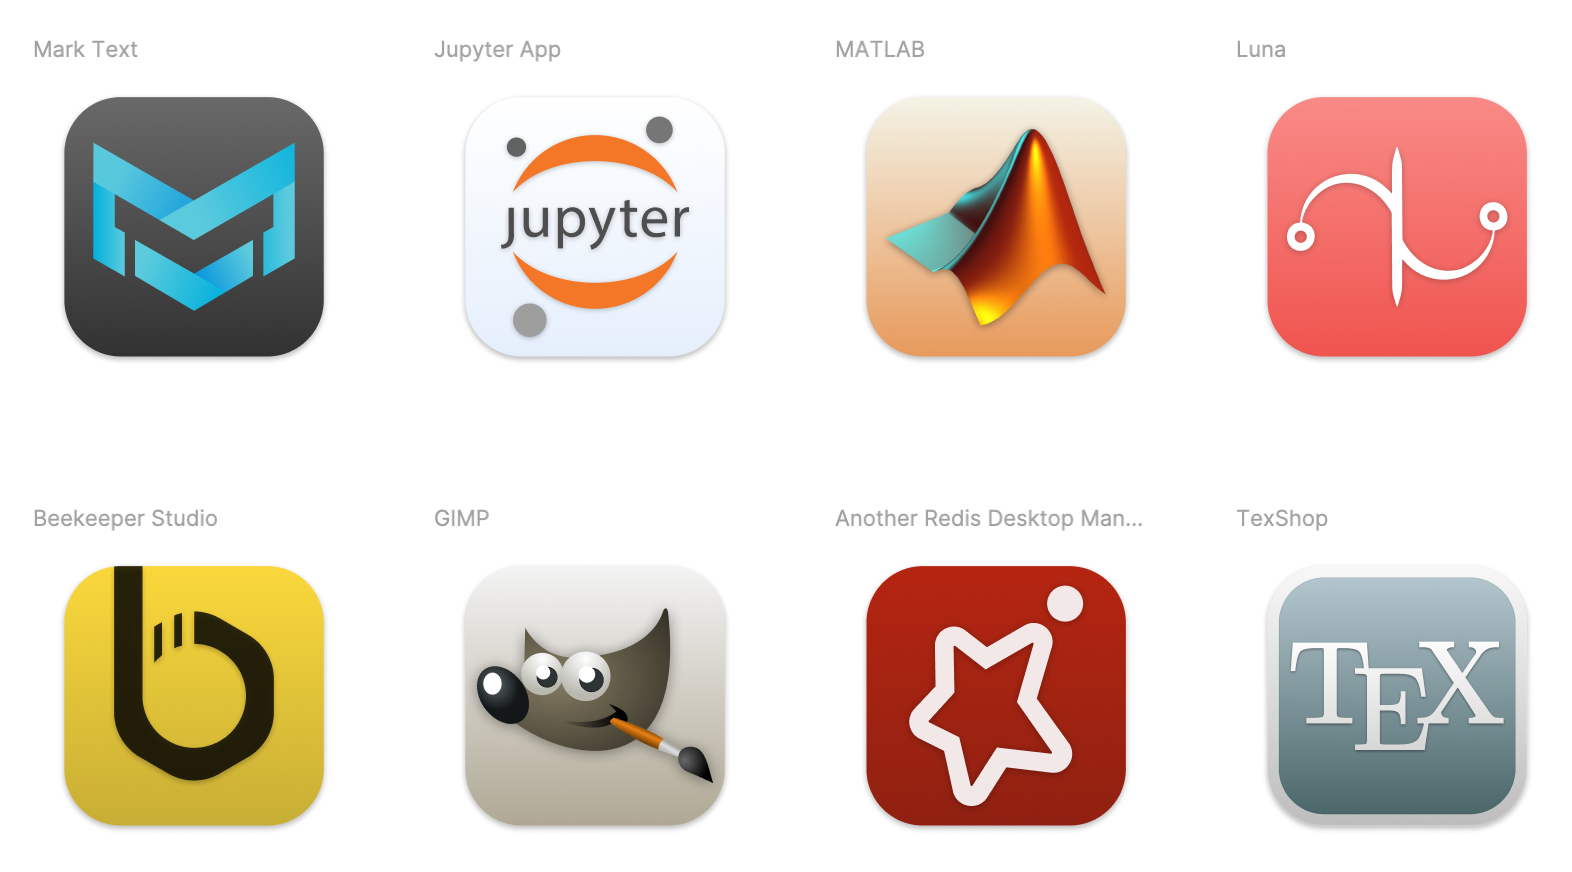 Mark Text
Jupyter App
MATLAB
Luna
jupyter
Beekeeper Studio
GIMP
Another Redis Desktop Man...
TexShop
TEX